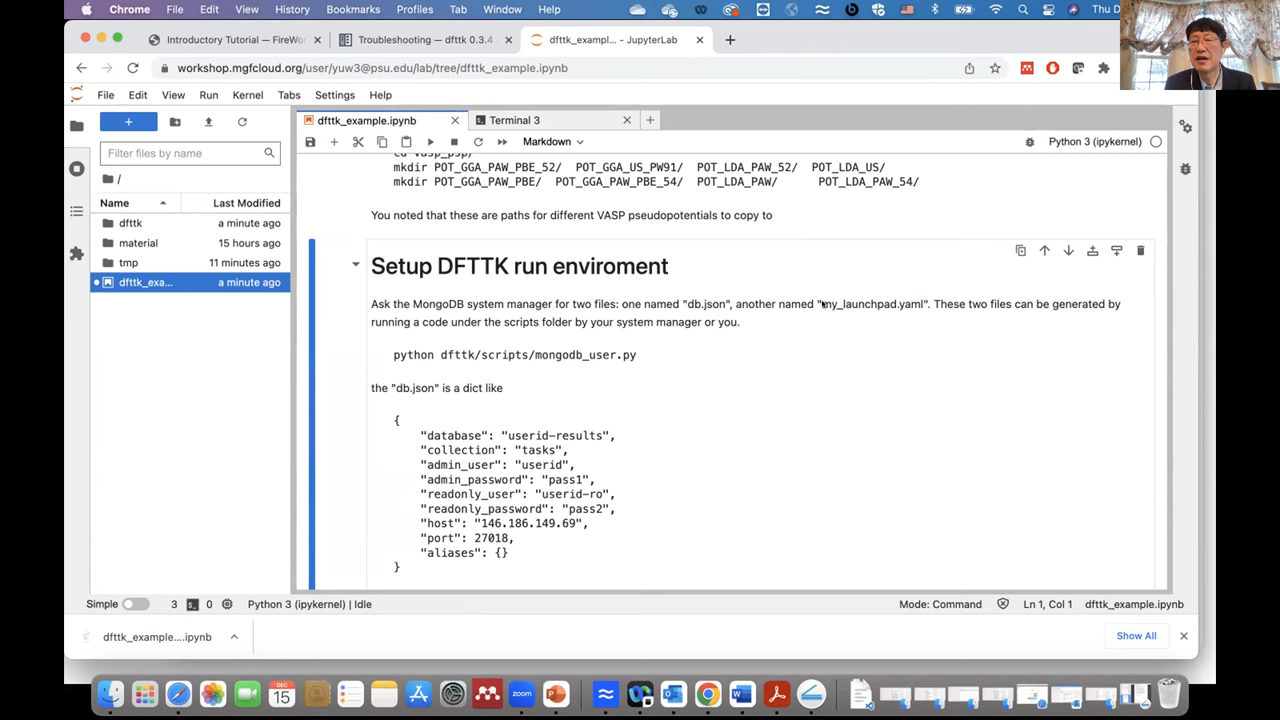 Chrome File Edit View History Bookmarks Profiles Tab Window Help Thu D
Introductory Tutorial — FireWo
Troubleshooting — dfttk 0.3.4
dfttk_exampl... - JupyterLab
workshop.mgfcloud.org/user/yuw3@psu.edu/lab/tree/dfttk_example.ipynb
File Edit View Run Kernel Tabs Settings Help
Filter files by name
/
Name Last Modified
dfttk a minute ago
material 15 hours ago
tmp 11 minutes ago
dfttk_exa... a minute ago
dfttk_example.ipynb
Terminal 3
Markdown
Python 3 (ipykernel)
cd vasp_psp/
mkdir POT_GGA_PAW_PBE_52/ POT_GGA_US_PW91/ POT_LDA_PAW_52/ POT_LDA_US/
mkdir POT_GGA_PAW_PBE/ POT_GGA_PAW_PBE_54/ POT_LDA_PAW/ POT_LDA_PAW_54/
You noted that these are paths for different VASP pseudopotentials to copy to
Setup DFTTK run enviroment
Ask the MongoDB system manager for two files: one named "db.json", another named "my_launchpad.yaml". These two files can be generated by
running a code under the scripts folder by your system manager or you.
python dfttk/scripts/mongodb_user.py
the "db.json" is a dict like
{
"database": "userid-results",
"collection": "tasks",
"admin_user": "userid",
"admin_password": "pass1",
"readonly_user": "userid-ro",
"readonly_password": "pass2",
"host": "146.186.149.69",
"port": 27018,
"aliases": {}
}
Simple 3 0 Python 3 (ipykernel) | Idle
Mode: Command Ln 1, Col 1 dfttk_example.ipynb
dfttk_example....ipynb
Show All
DEC
15
zoom